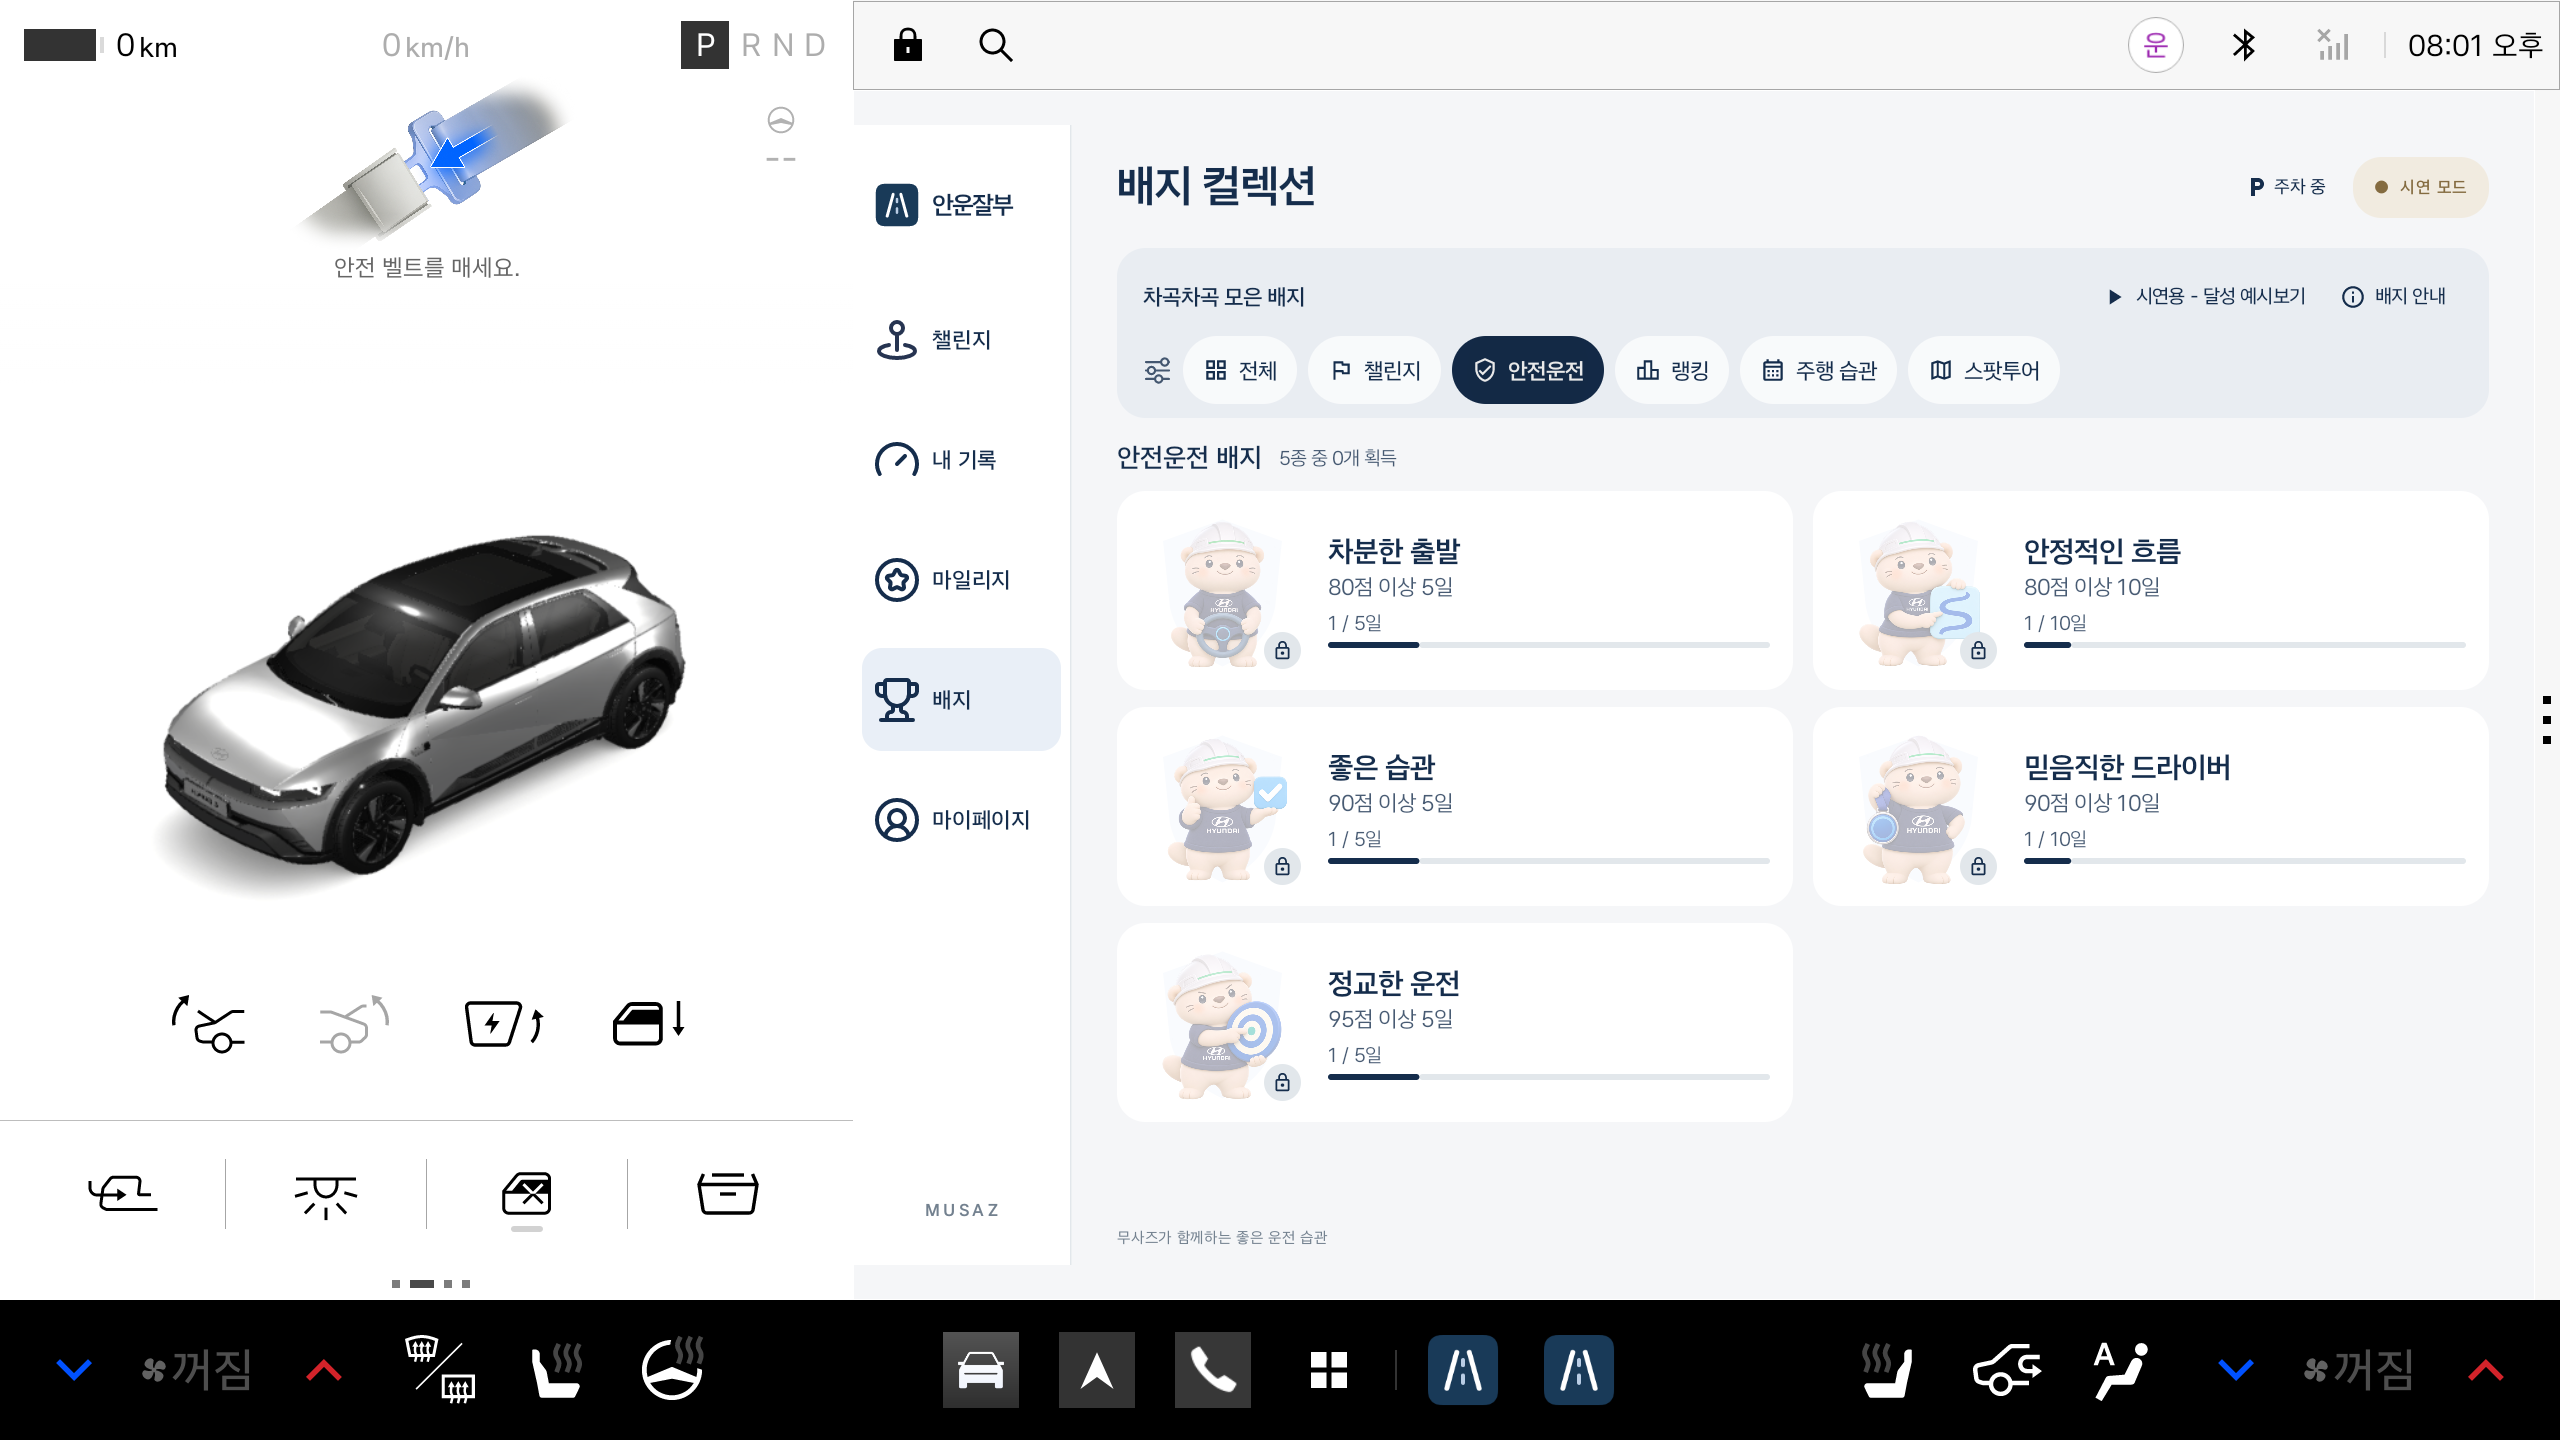 0 km
0 km/h
P R N D
안전 벨트를 매세요.
운
08:01 오후
안운잘부
챌린지
내 기록
마일리지
배지
마이페이지
MUSAZ
배지 컬렉션
P 주차 중
시연 모드
차곡차곡 모은 배지
시연용 - 달성 예시보기
배지 안내
전체
챌린지
안전운전
랭킹
주행 습관
스팟투어
안전운전 배지 5종 중 0개 획득
차분한 출발
80점 이상 5일
1 / 5일
안정적인 흐름
80점 이상 10일
1 / 10일
좋은 습관
90점 이상 5일
1 / 5일
믿음직한 드라이버
90점 이상 10일
1 / 10일
정교한 운전
95점 이상 5일
1 / 5일
HYUNDAI
HYUNDAI
HYUNDAI
HYUNDAI
무사즈가 함께하는 좋은 운전 습관
꺼짐
A
꺼짐